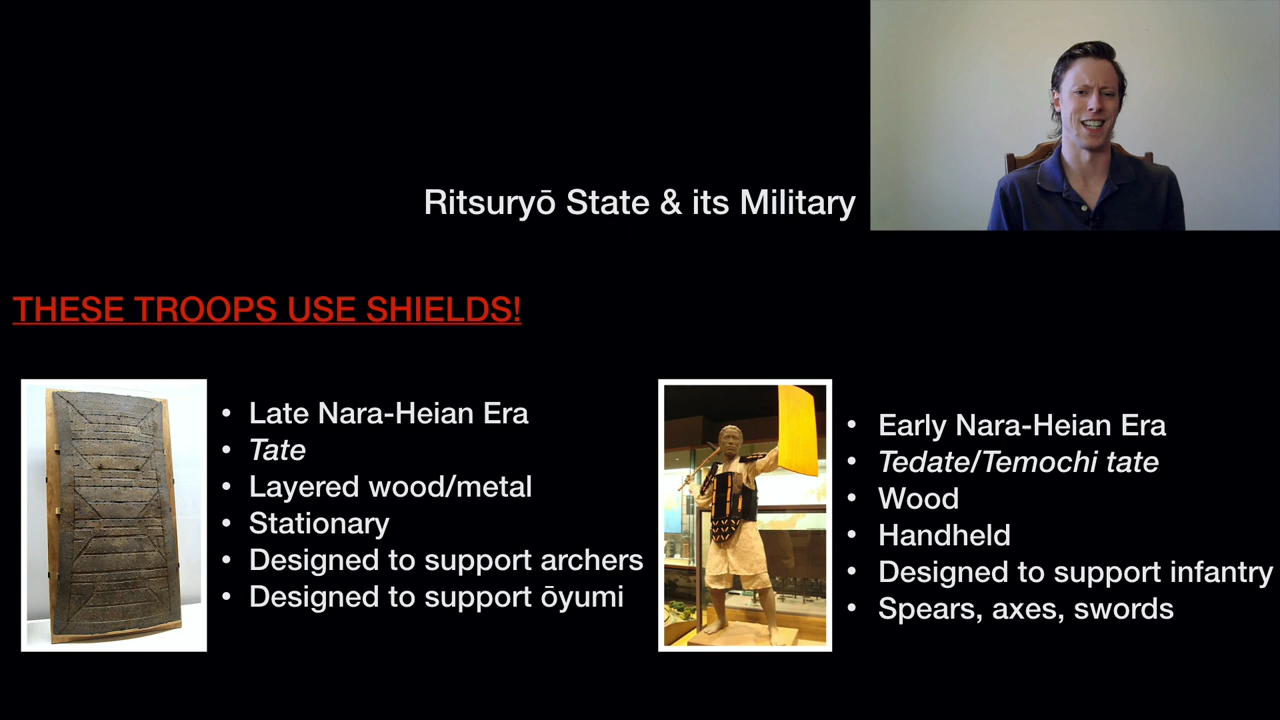 Ritsuryō State & its Military
THESE TROOPS USE SHIELDS!
• Late Nara-Heian Era
• Tate
• Layered wood/metal
• Stationary
• Designed to support archers
• Designed to support ōyumi
• Early Nara-Heian Era
• Tedate/Temochi tate
• Wood
• Handheld
• Designed to support infantry
• Spears, axes, swords